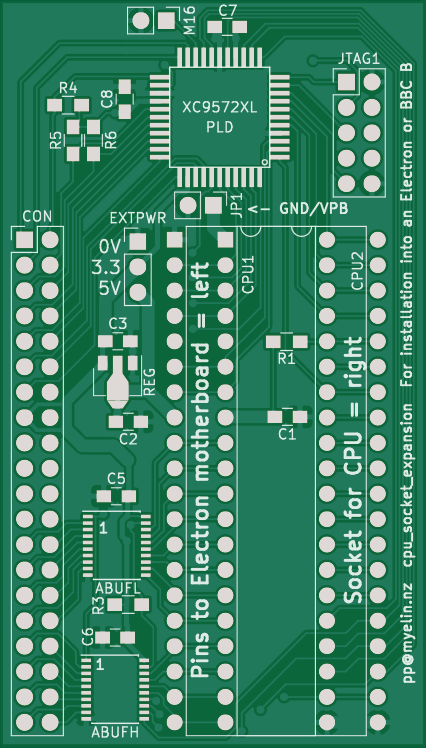 M16
C7
XC9572XL
PLD
JTAG1
R4
C8
R5
R6
JP1
<- GND/VPB
CON
EXTPWR
0V
3.3
5V
CPU1
CPU2
C3
REG
C2
R1
C1
C5
1
ABUFL
R3
C6
1
ABUFH
Pins to Electron motherboard = left
Socket for CPU = right
pp@myelin.nz cpu_socket_expansion For installation into an Electron or BBC B